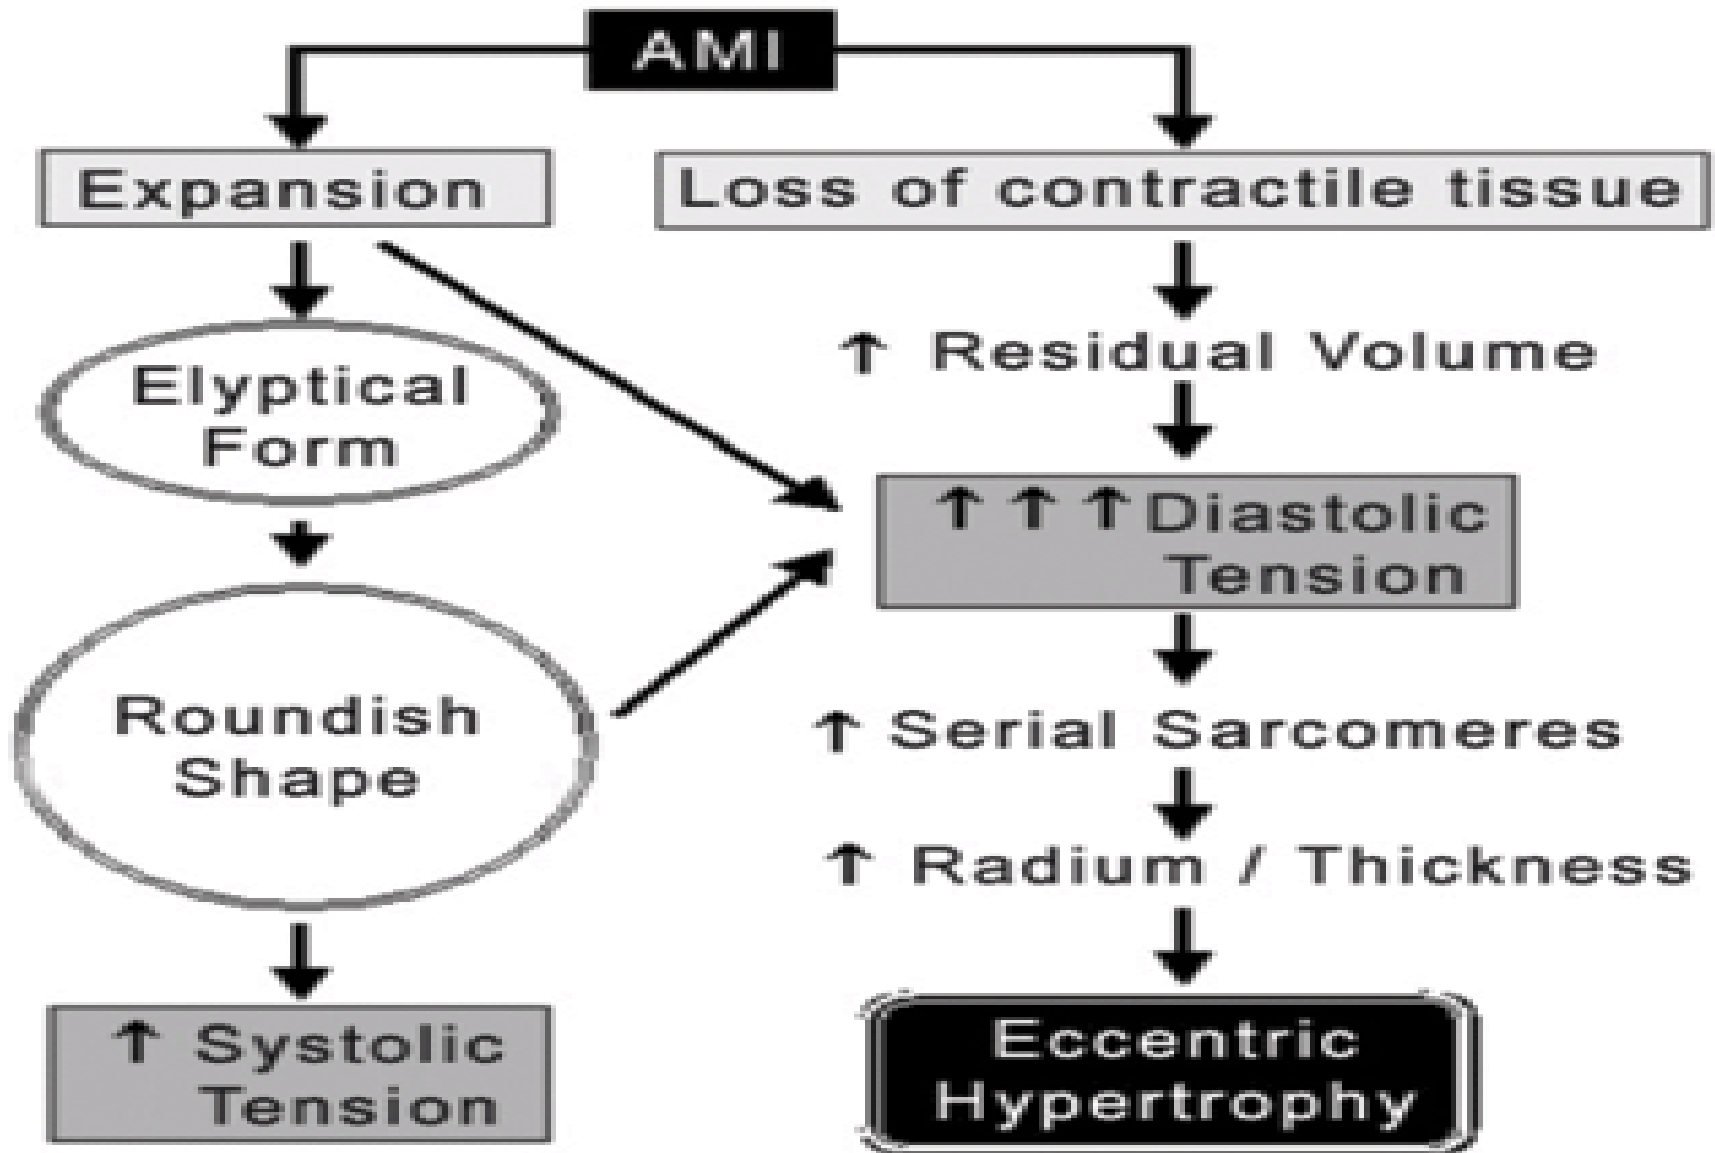 AMI
Expansion
Loss of contractile tissue
Elyptical
Form
↑ Residual Volume
↑ ↑ ↑ Diastolic
Tension
Roundish
Shape
↑ Serial Sarcomeres
↑ Radium / Thickness
↑ Systolic
Tension
Eccentric
Hypertrophy